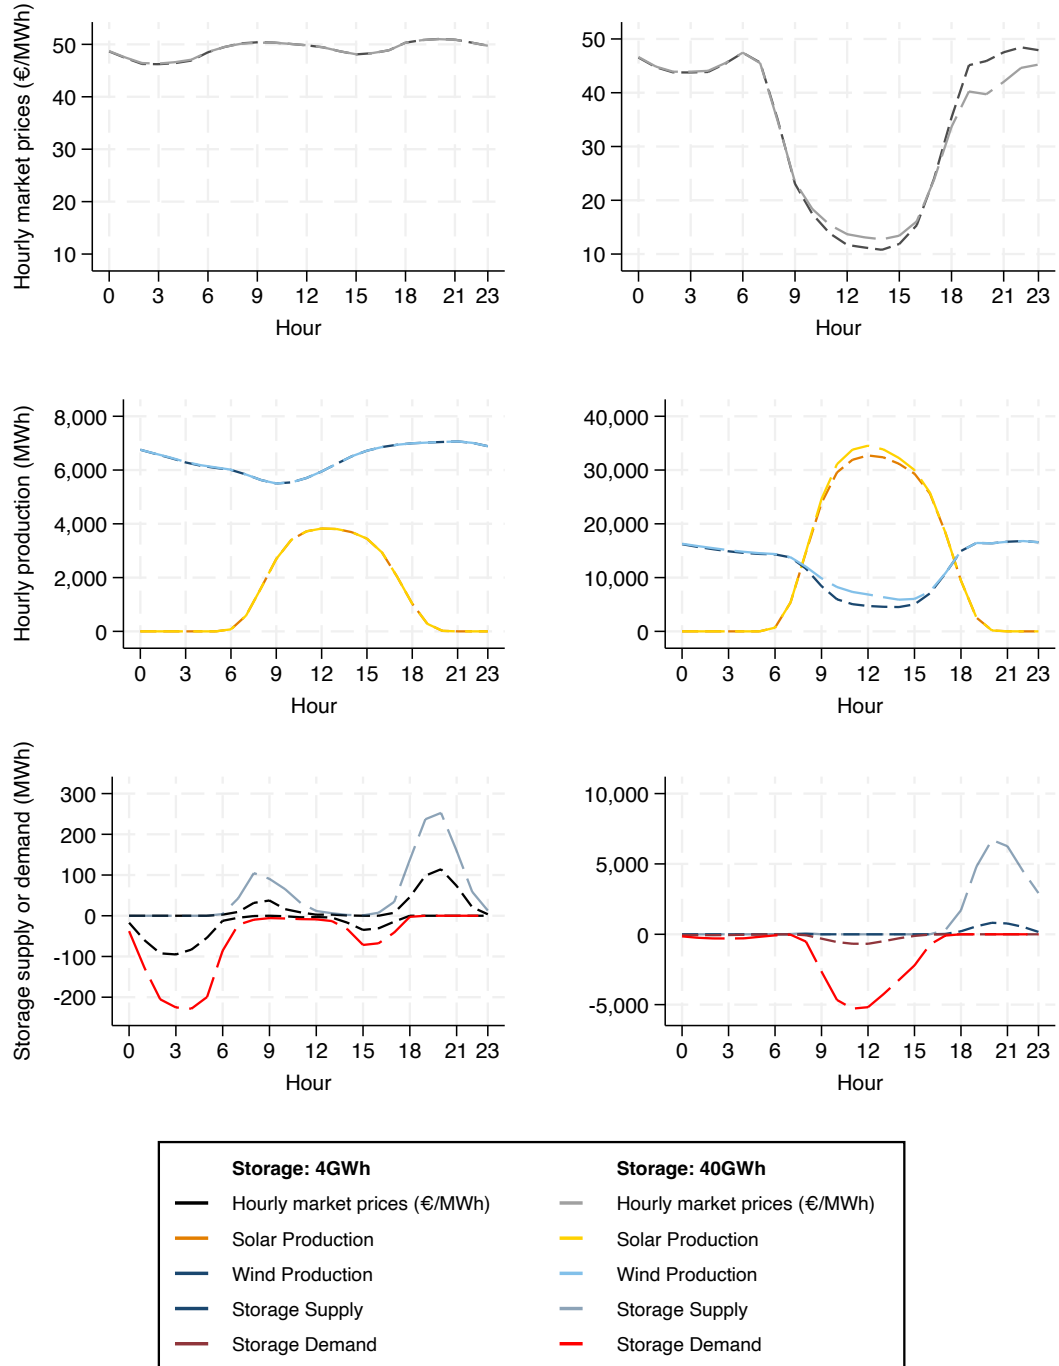 Hourly market prices (€/MWh)
50
40
30
20
10
0 3 6 9 12 15 18 21 23
Hour
50
40
30
20
10
0 3 6 9 12 15 18 21 23
Hour
Hourly production (MWh)
8,000
6,000
4,000
2,000
0
0 3 6 9 12 15 18 21 23
Hour
40,000
30,000
20,000
10,000
0
0 3 6 9 12 15 18 21 23
Hour
Storage supply or demand (MWh)
300
200
100
0
-100
-200
0 3 6 9 12 15 18 21 23
Hour
10,000
5,000
0
-5,000
0 3 6 9 12 15 18 21 23
Hour
Storage: 4GWh
Hourly market prices (€/MWh)
Solar Production
Wind Production
Storage Supply
Storage Demand
Storage: 40GWh
Hourly market prices (€/MWh)
Solar Production
Wind Production
Storage Supply
Storage Demand